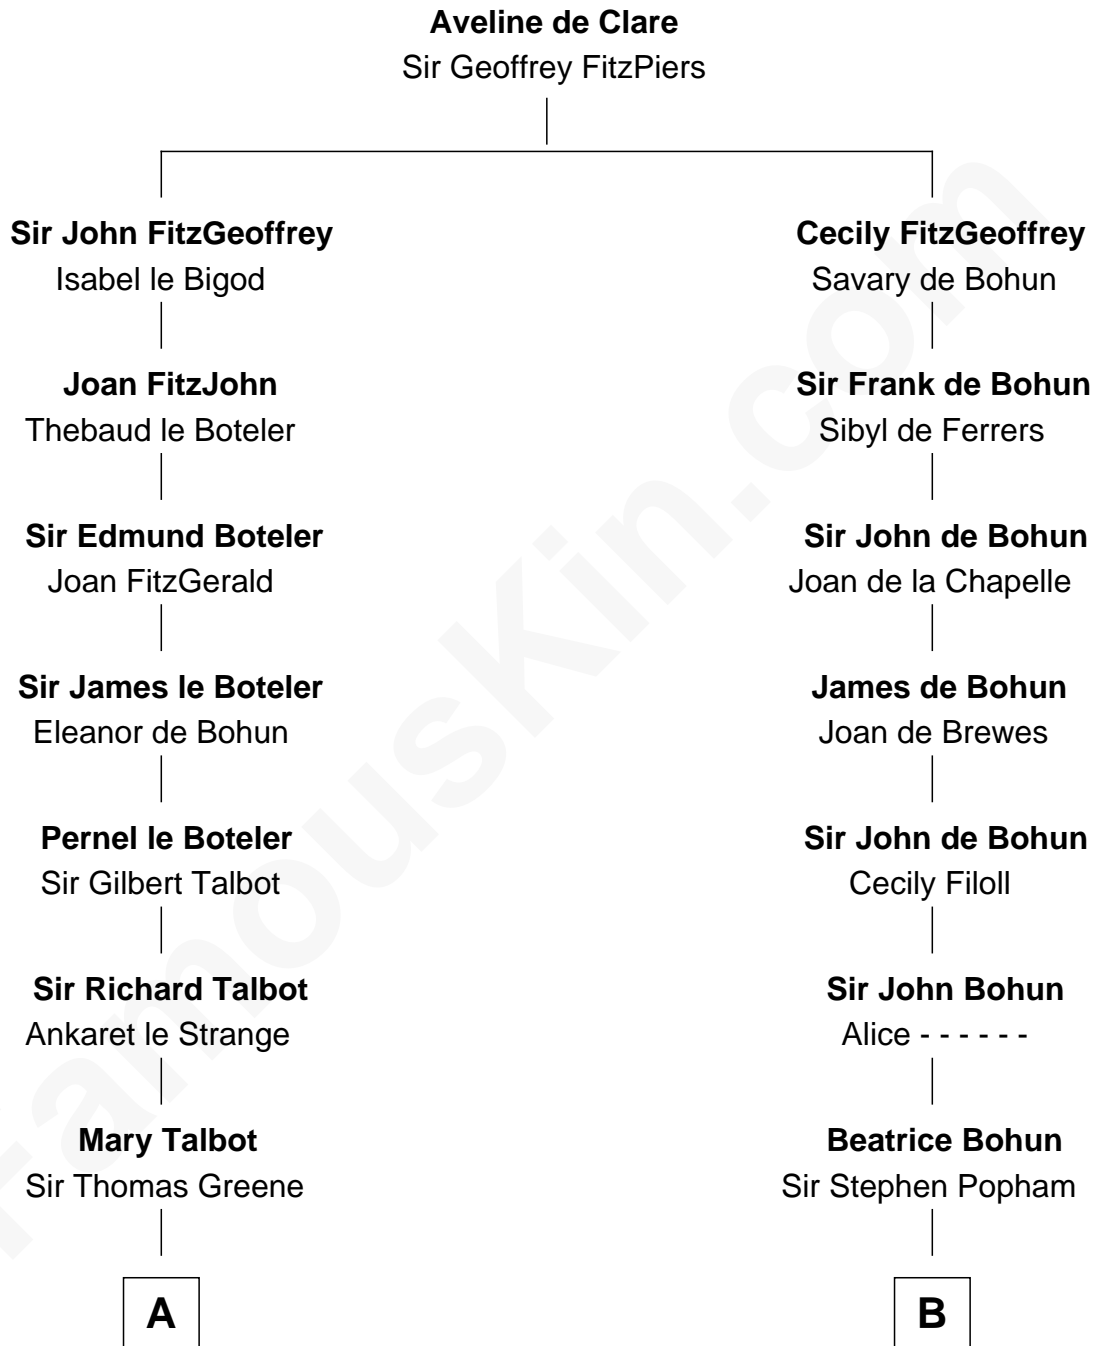 Aveline de Clare
Sir Geoffrey FitzPiers
Sir John FitzGeoffrey
Isabel le Bigod
Cecily FitzGeoffrey
Savary de Bohun
Joan FitzJohn
Thebaud le Boteler
Sir Frank de Bohun
Sibyl de Ferrers
Sir Edmund Boteler
Joan FitzGerald
Sir John de Bohun
Joan de la Chapelle
Sir James le Boteler
Eleanor de Bohun
James de Bohun
Joan de Brewes
Pernel le Boteler
Sir Gilbert Talbot
Sir John de Bohun
Cecily Filoll
Sir Richard Talbot
Ankaret le Strange
Sir John Bohun
Alice - - - - - -
Mary Talbot
Sir Thomas Greene
Beatrice Bohun
Sir Stephen Popham
A
B
FamousKin.com